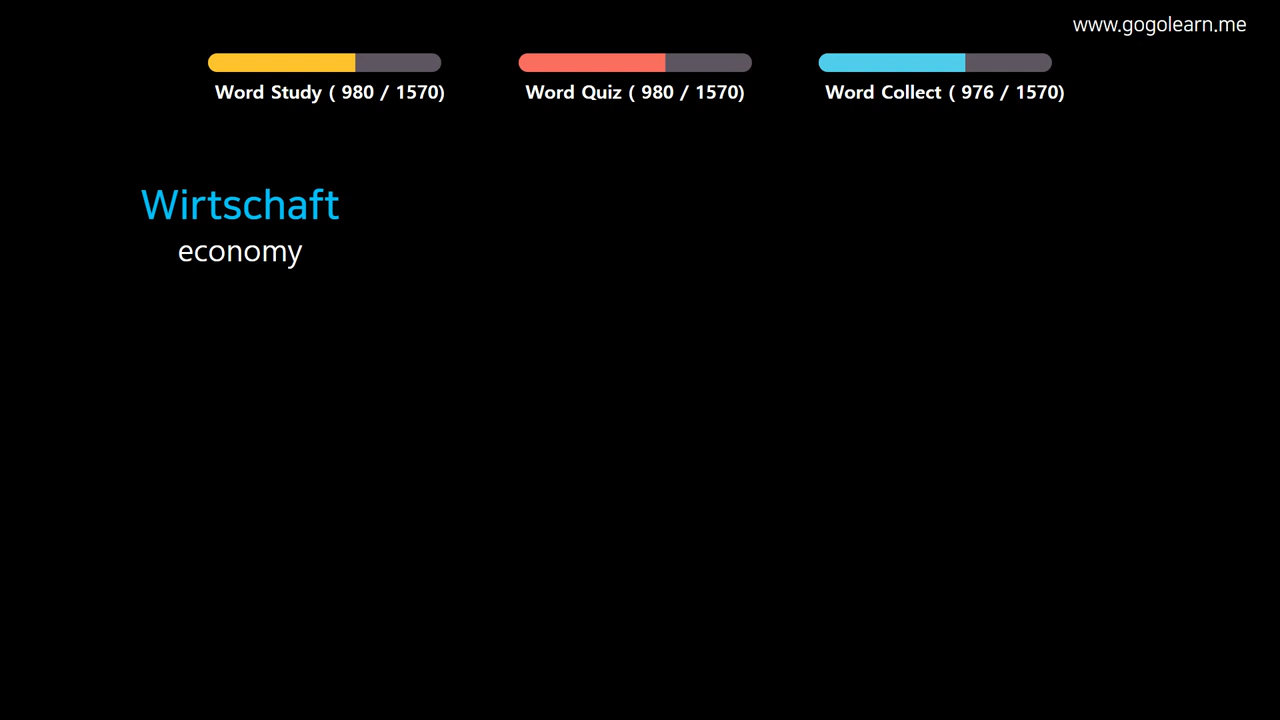 www.gogolearn.me
Word Study ( 980 / 1570)
Word Quiz ( 980 / 1570)
Word Collect ( 976 / 1570)
Wirtschaft
economy